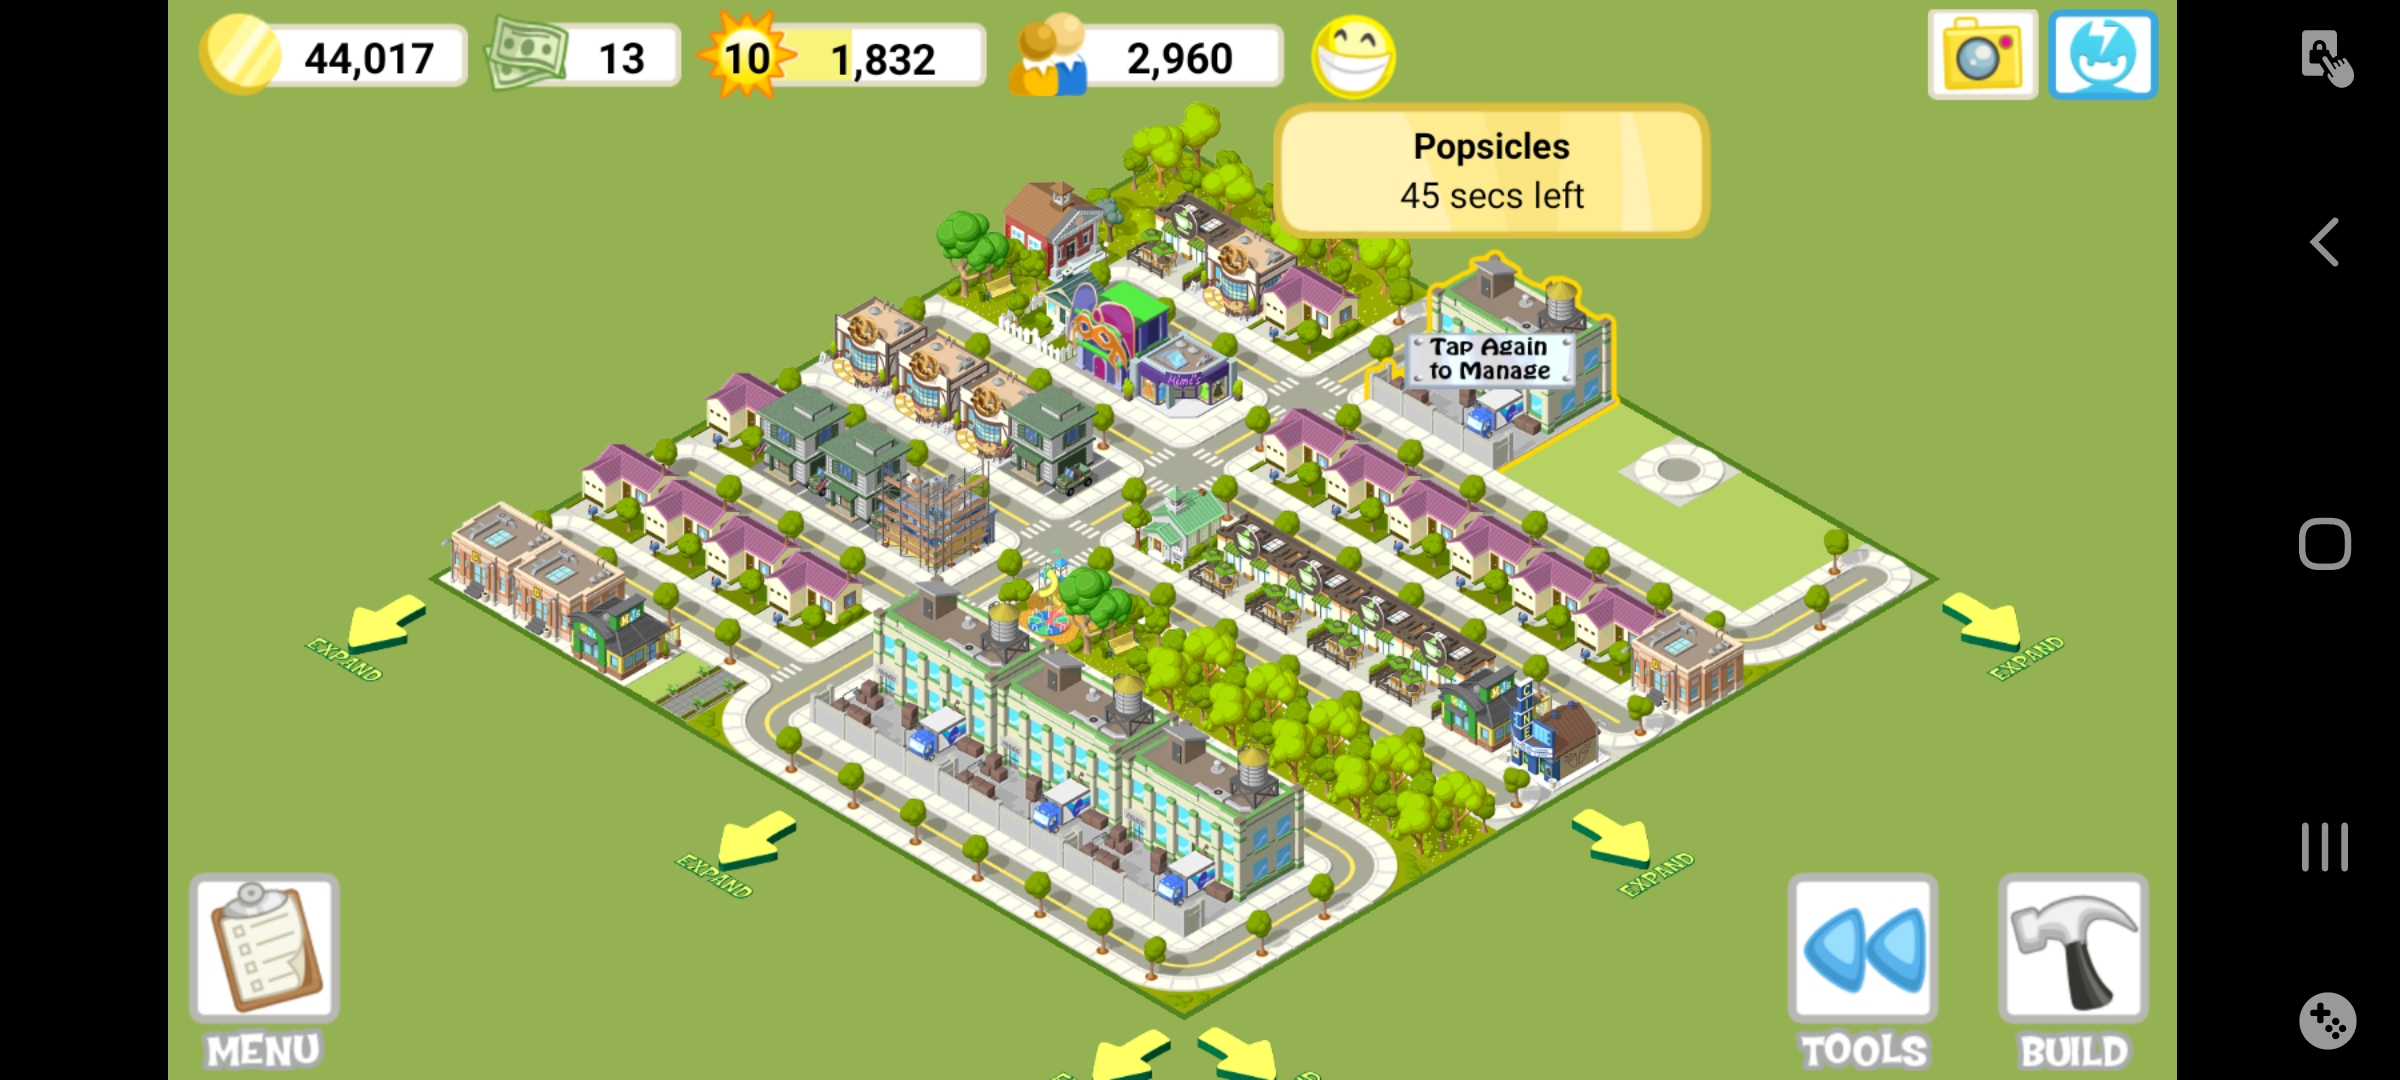 44,017
13
10
1,832
2,960
Popsicles
45 secs left
Tap Again
to Manage
Mimi's
CINE
EXPAND
EXPAND
EXPAND
EXPAND
MENU
TOOLS
BUILD